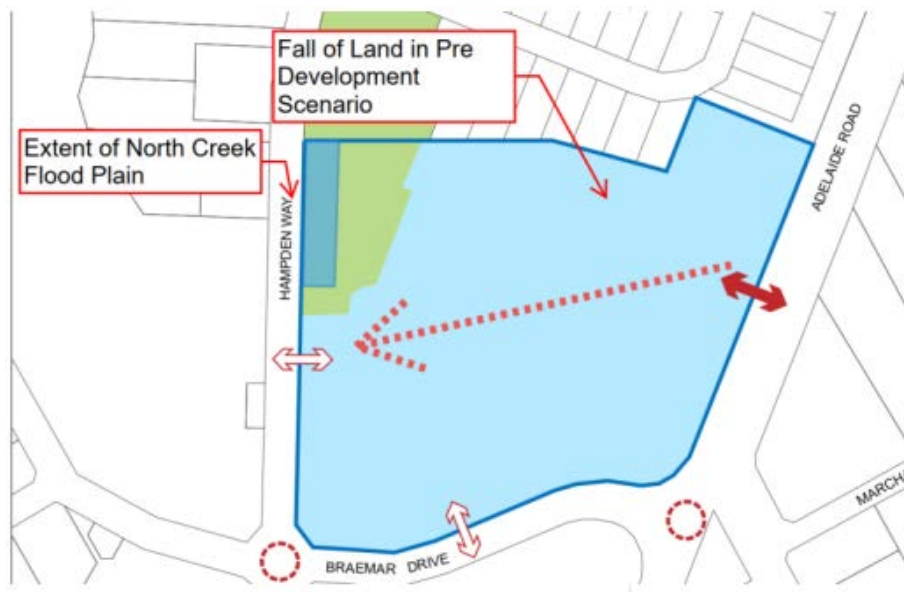 Fall of Land in Pre
Development
Scenario
Extent of North Creek
Flood Plain
HAMPDEN WAY
ADELAIDE ROAD
MARCHA
BRAEMAR DRIVE